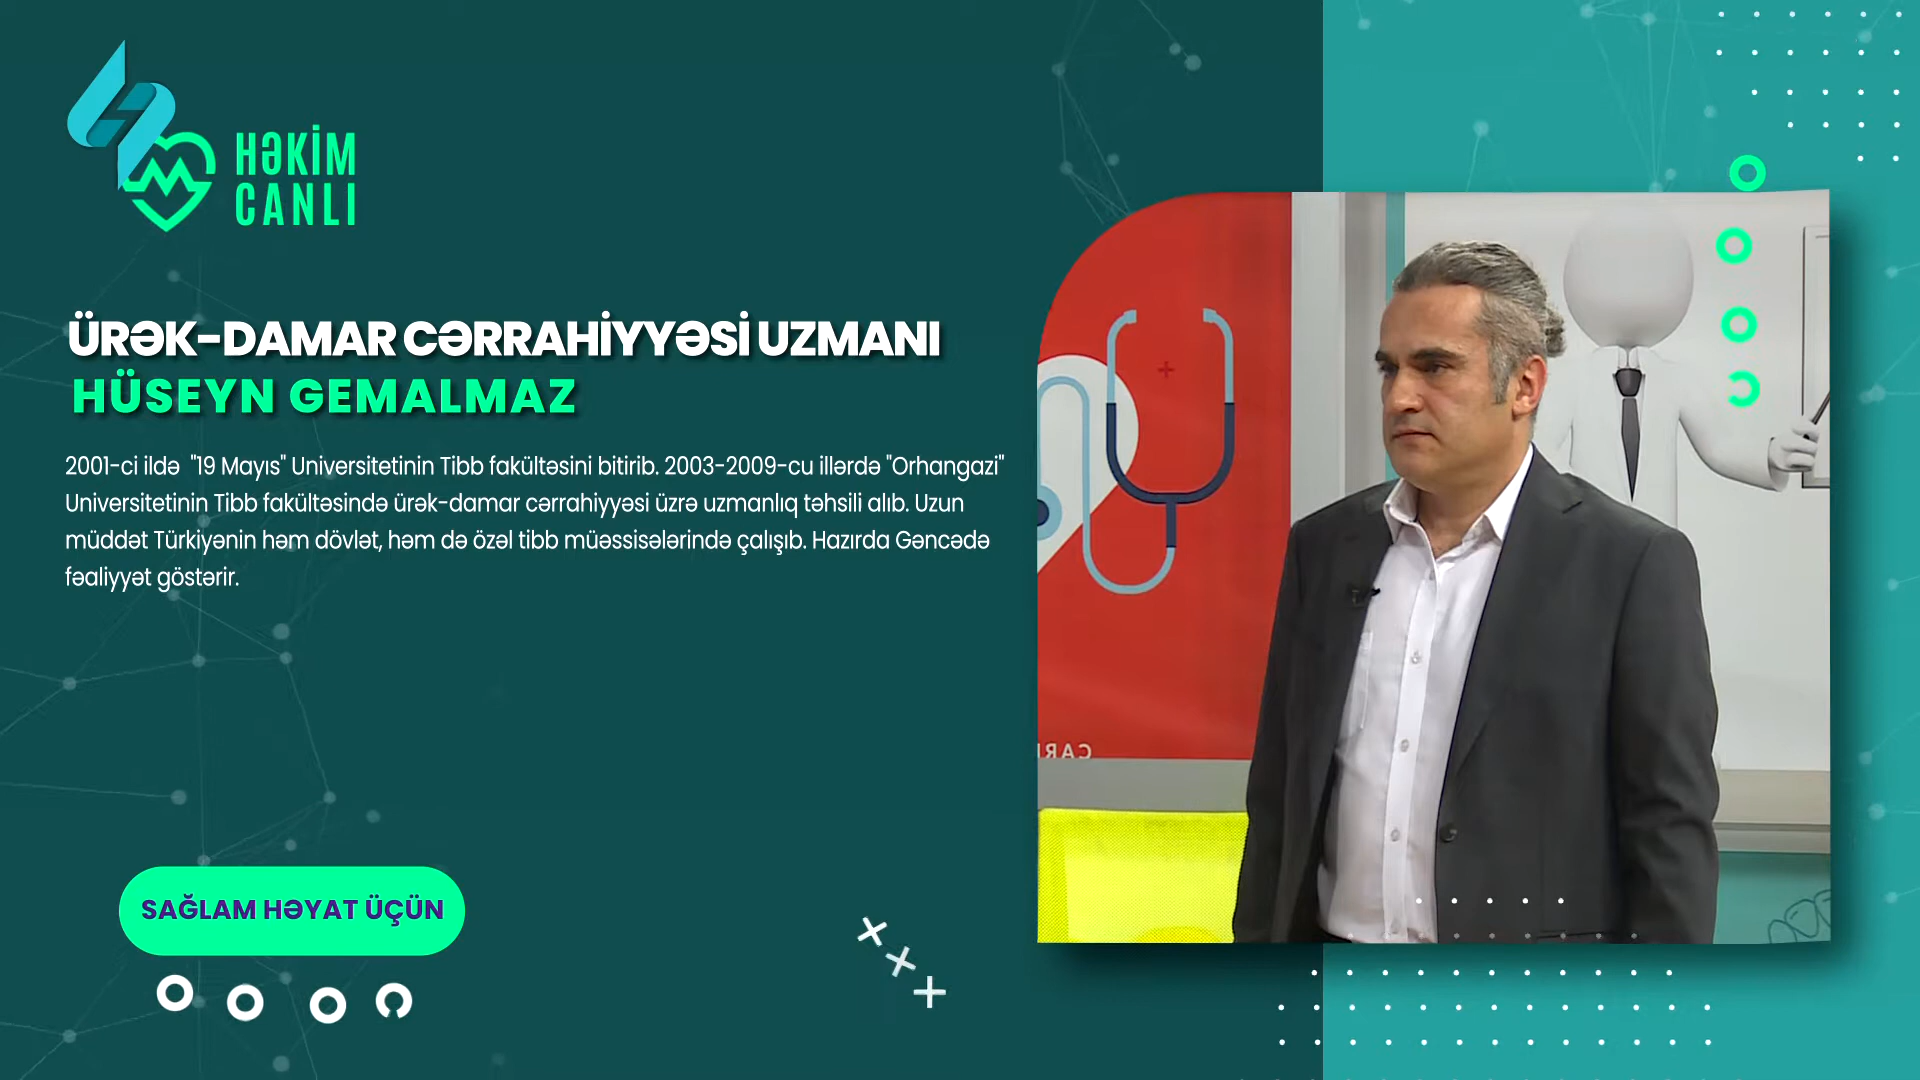 HƏKİM
CANLI
ÜRƏK-DAMAR CƏRRAHİYYƏSİ UZMANI
HÜSEYN GEMALMAZ
2001-ci ildə "19 Mayıs" Universitetinin Tibb fakültəsini bitirib. 2003-2009-cu illərdə "Orhangazi"
Universitetinin Tibb fakültəsində ürək-damar cərrahiyyəsi üzrə uzmanlıq təhsili alıb. Uzun
müddət Türkiyənin həm dövlət, həm də özəl tibb müəssisələrində çalışıb. Hazırda Gəncədə
fəaliyyət göstərir.
SAĞLAM HƏYAT ÜÇÜN